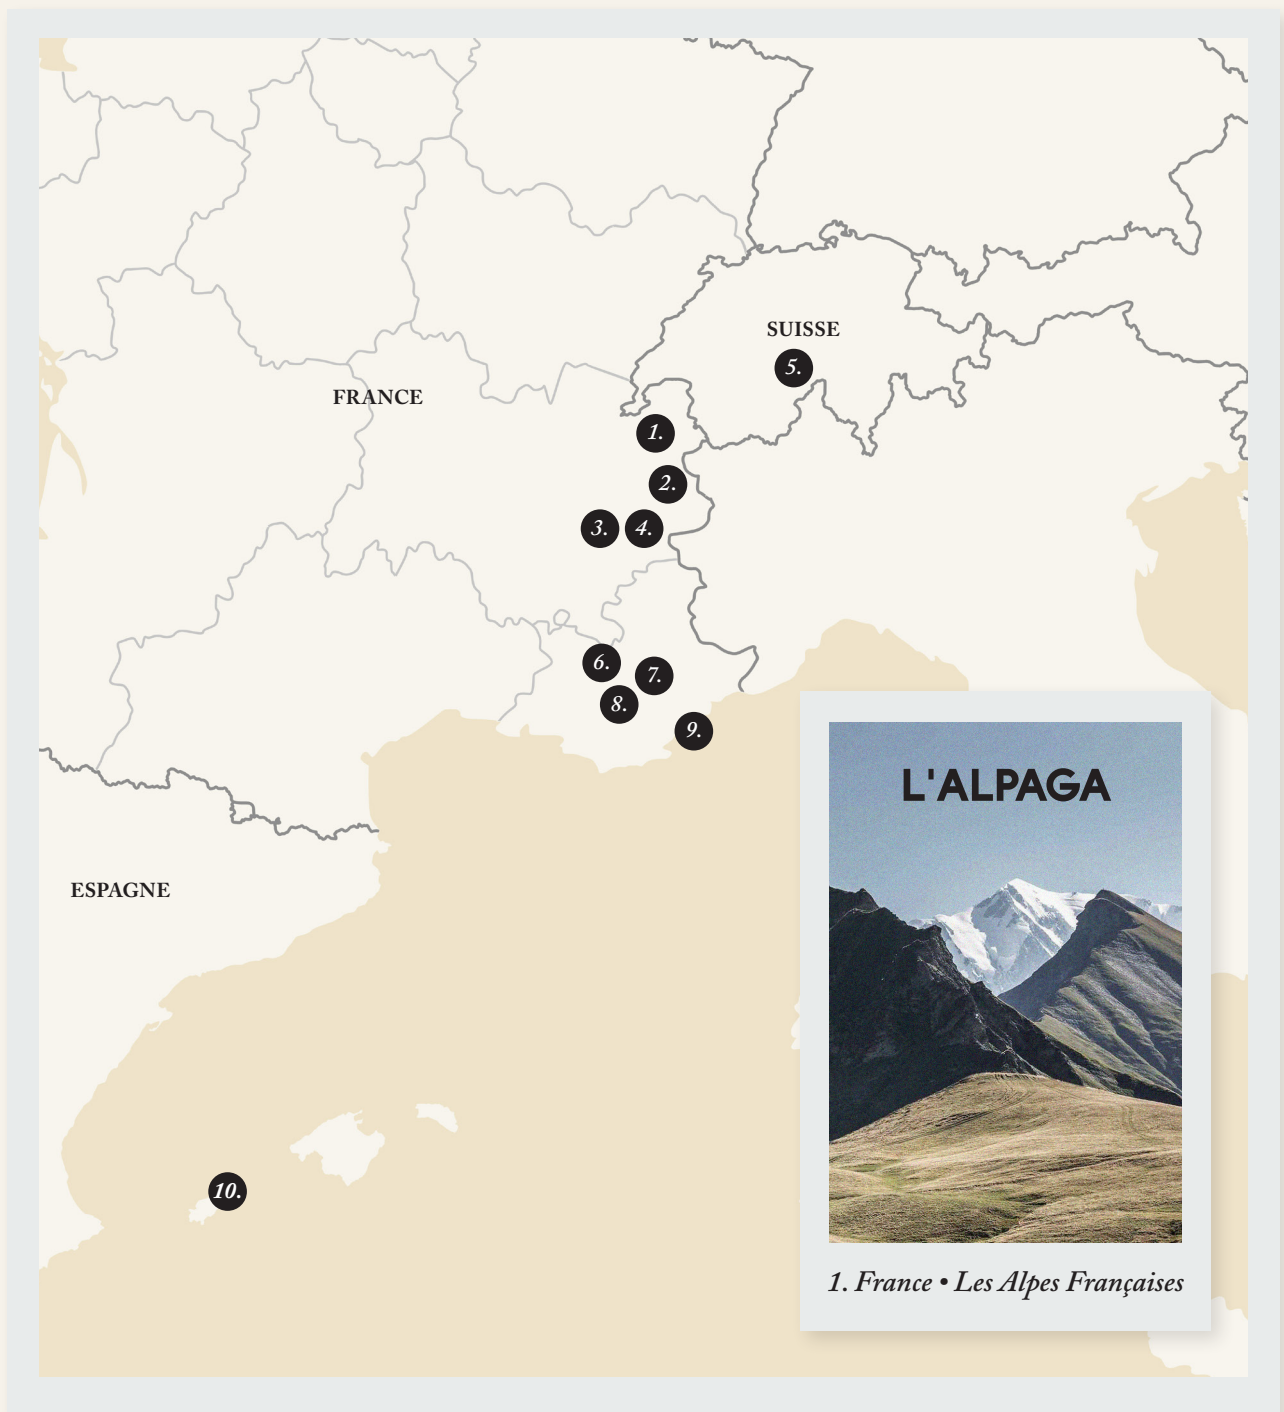 SUISSE
5.
FRANCE
1.
2.
3.
4.
6.
7.
8.
9.
L'ALPAGA
ESPAGNE
10.
1. France • Les Alpes Françaises